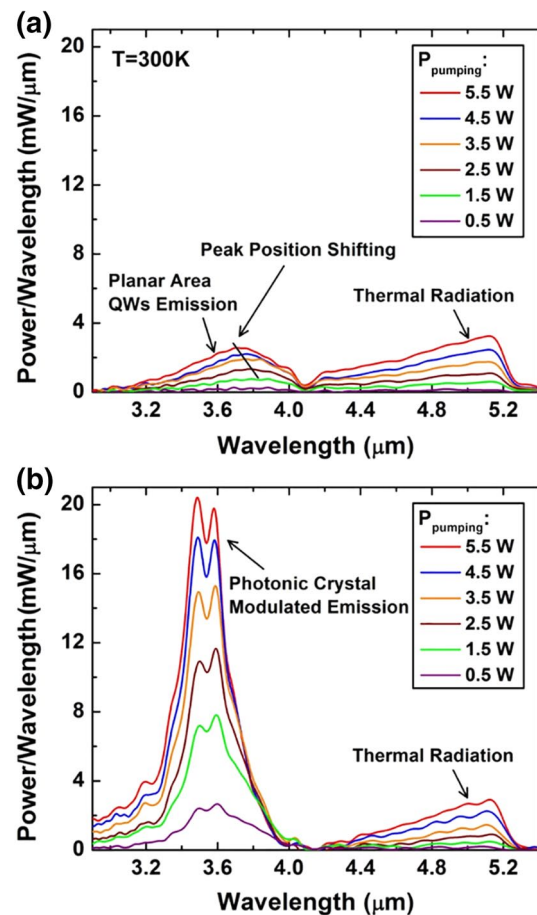 (a)
T=300K
P_pumping:
5.5 W
4.5 W
3.5 W
2.5 W
1.5 W
0.5 W
Peak Position Shifting
Planar Area
QWs Emission
Thermal Radiation
Power/Wavelength (mW/μm)
20
16
12
8
4
0
3.2 3.6 4.0 4.4 4.8 5.2
Wavelength (μm)
(b)
P_pumping:
5.5 W
4.5 W
3.5 W
2.5 W
1.5 W
0.5 W
Photonic Crystal
Modulated Emission
Thermal Radiation
Power/Wavelength (mW/μm)
20
16
12
8
4
0
3.2 3.6 4.0 4.4 4.8 5.2
Wavelength (μm)